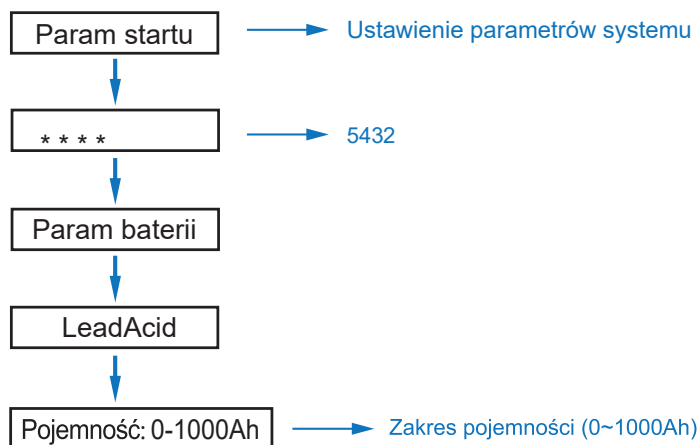 Param startu
Ustawienie parametrów systemu
* * * *
5432
Param baterii
LeadAcid
Pojemność: 0-1000Ah
Zakres pojemności (0~1000Ah)